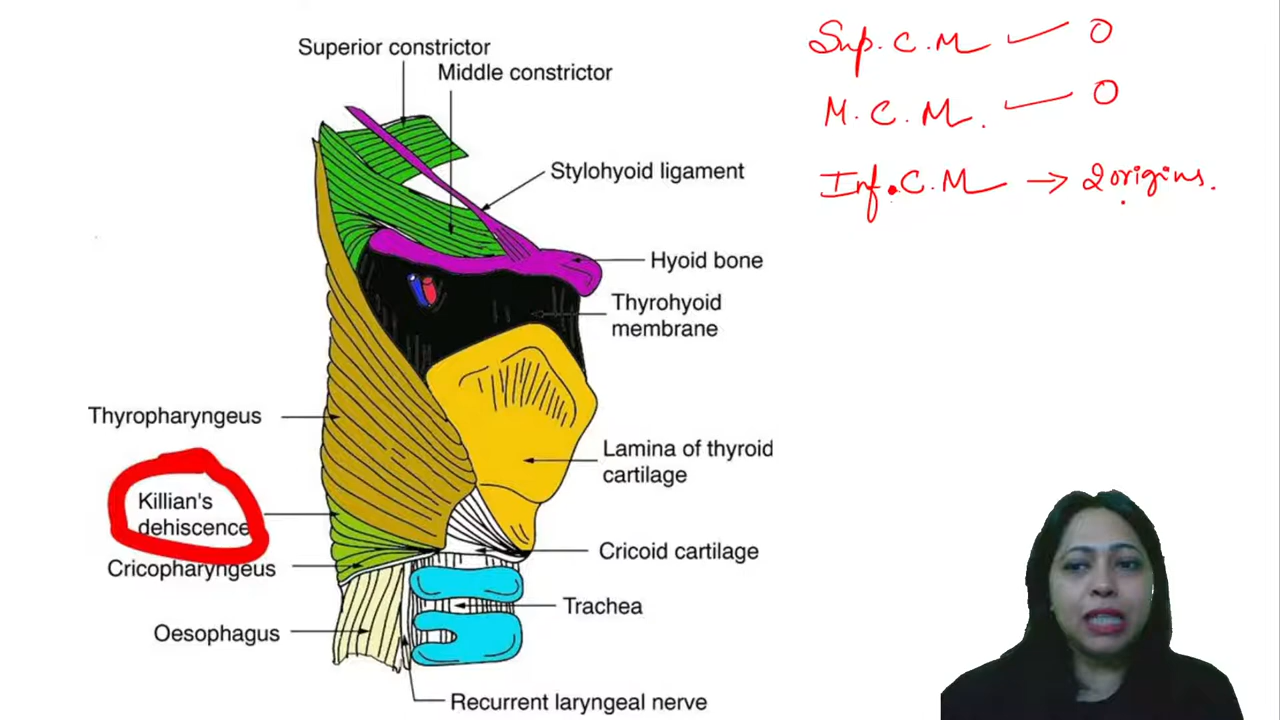 Superior constrictor
Middle constrictor
Stylohyoid ligament
Hyoid bone
Thyrohyoid
membrane
Thyropharyngeus
Lamina of thyroid
cartilage
Killian's
dehiscence
Cricoid cartilage
Cricopharyngeus
Trachea
Oesophagus
Recurrent laryngeal nerve
Sup. C. M ✓ O
M. C. M. ✓ O
Inf. C. M → 2 origins.